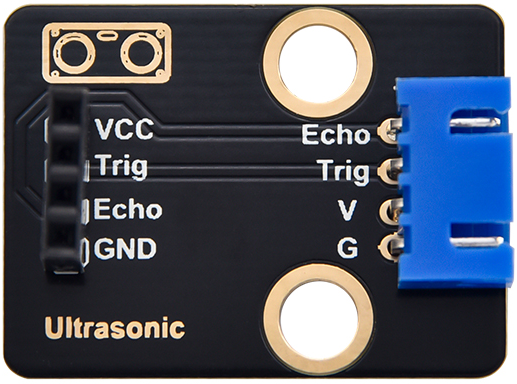 VCC
Trig
Echo
GND
Echo
Trig
V
G
Ultrasonic